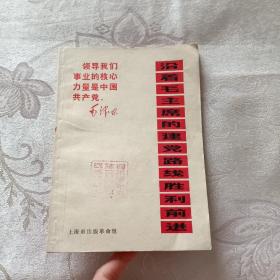 领导我们
事业的核心
力量是中国
共产党。
毛泽东
沿着毛主席的建党路线胜利前进
上海市出版革命组